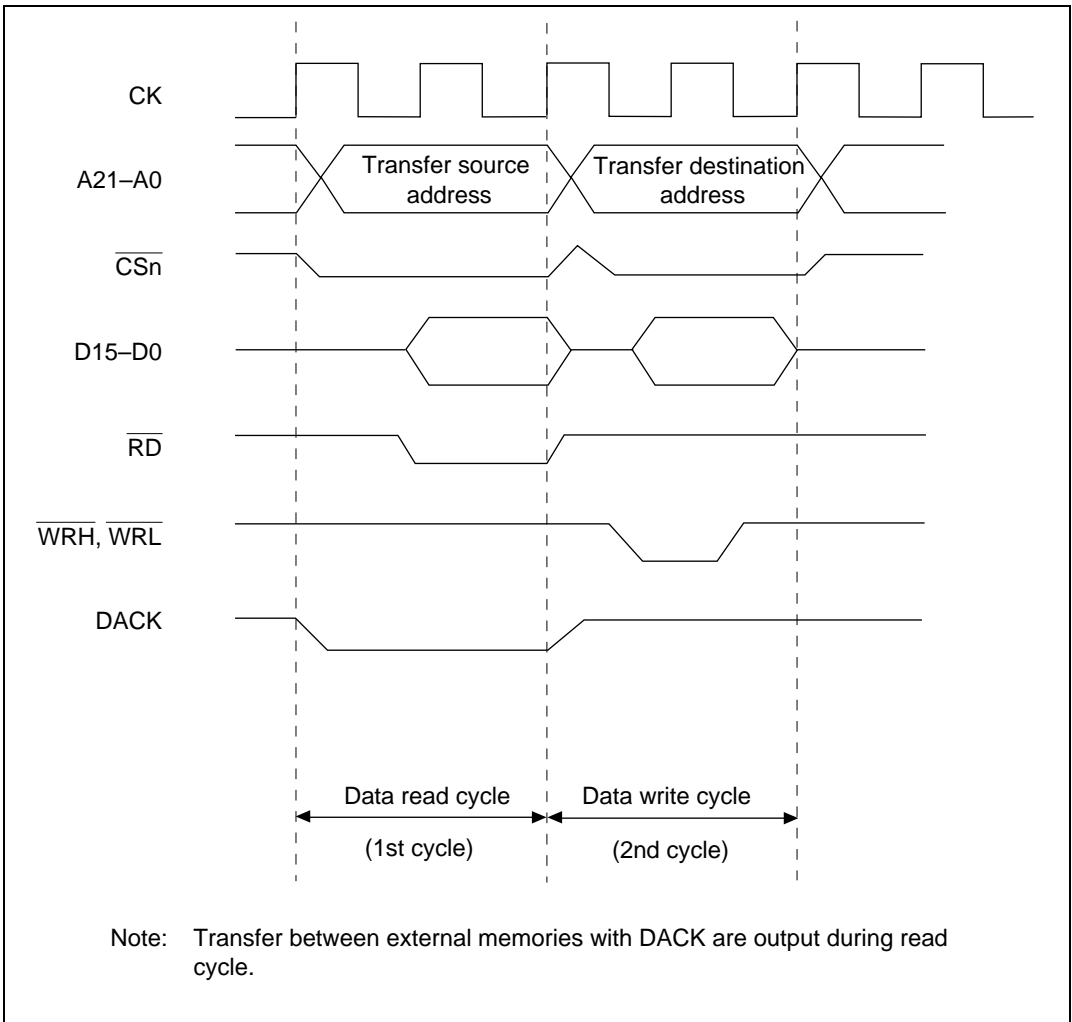 CK
A21–A0
Transfer source
address
Transfer destination
address
CSn
D15–D0
RD
WRH, WRL
DACK
Data read cycle
(1st cycle)
Data write cycle
(2nd cycle)
Note: Transfer between external memories with DACK are output during read
cycle.